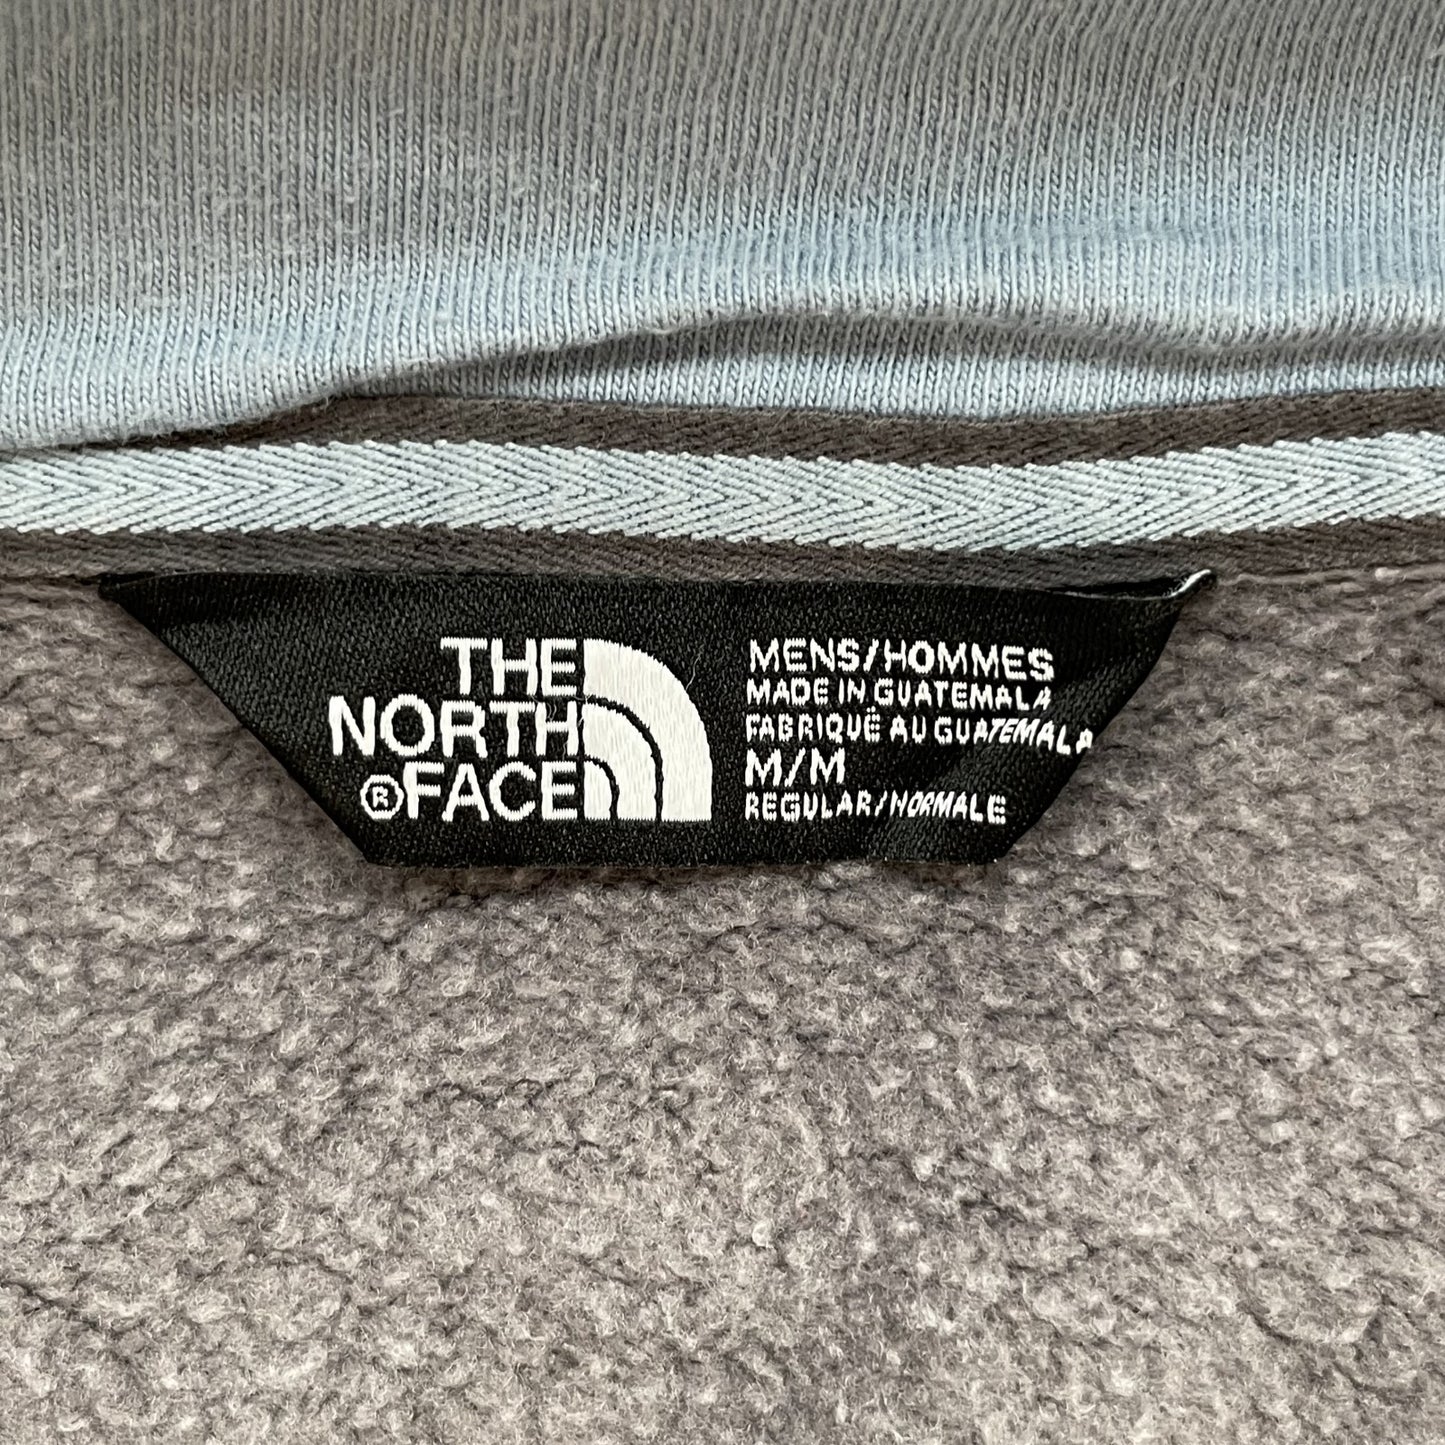 THE
NORTH
®FACE
MENS/HOMMES
MADE IN GUATEMALA
FABRIQUÉ AU GUATEMALA
M/M
REGULAR/NORMALE